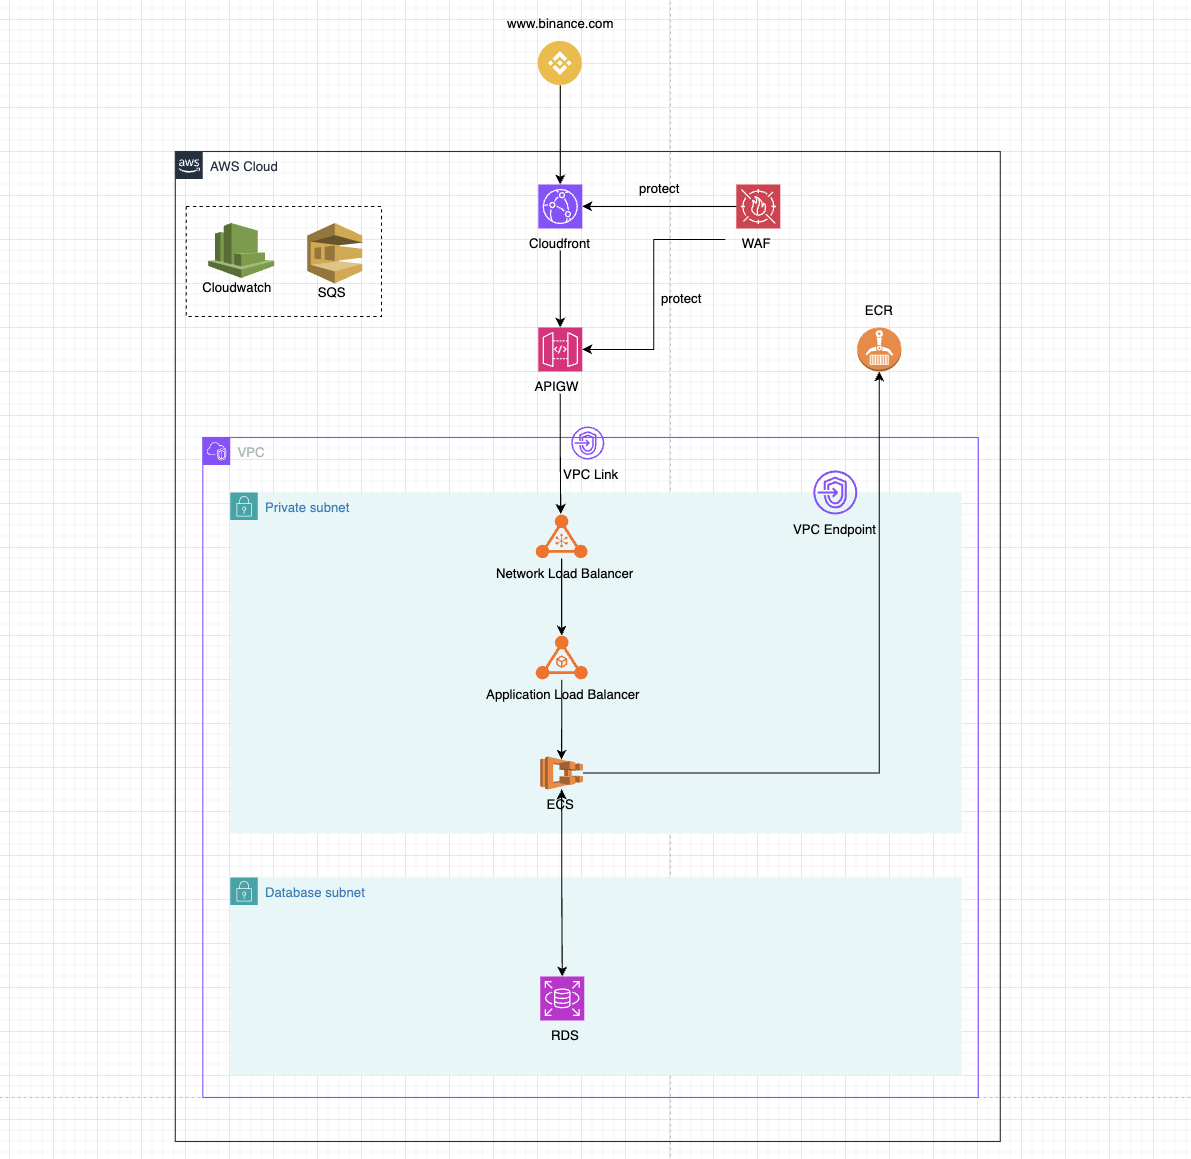 www.binance.com
aws
AWS Cloud
protect
Cloudfront
WAF
Cloudwatch
SQS
protect
ECR
APIGW
VPC
VPC Link
Private subnet
VPC Endpoint
Network Load Balancer
Application Load Balancer
ECS
Database subnet
RDS